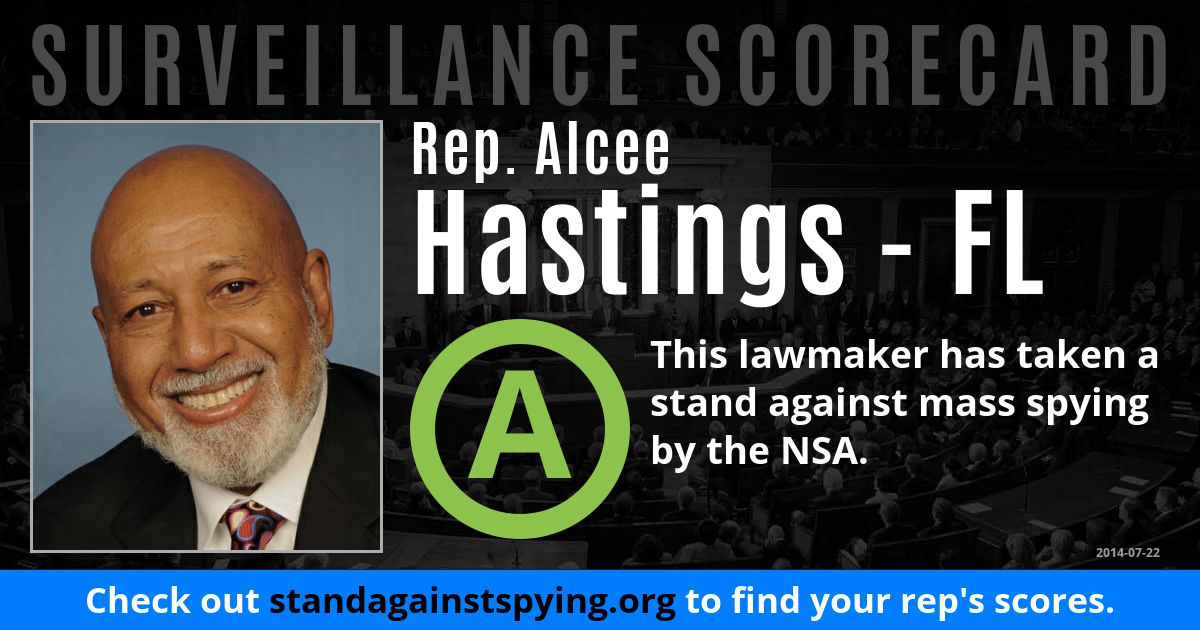 SURVEILLANCE SCORECARD
Rep. Alcee
Hastings - FL
A
This lawmaker has taken a
stand against mass spying
by the NSA.
2014-07-22
Check out standagainstspying.org to find your rep's scores.